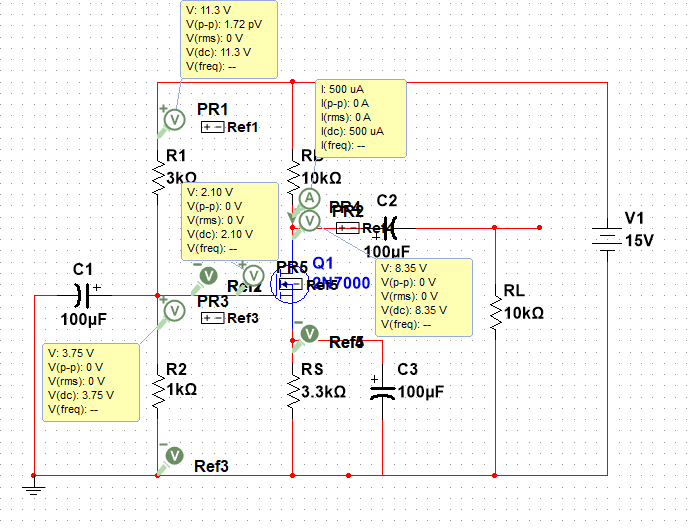 V: 11.3 V
V(p-p): 1.72 pV
V(rms): 0 V
V(dc): 11.3 V
V(freq): --
I: 500 uA
I(p-p): 0 A
I(rms): 0 A
I(dc): 500 uA
I(freq): --
PR1
Ref1
R1
3kΩ
10kΩ
V: 2.10 V
V(p-p): 0 V
V(rms): 0 V
V(dc): 2.10 V
V(freq): --
PR2
C2
100µF
V1
15V
Q1
2N7000
PR5
C1
100µF
PR3
Ref3
V: 8.35 V
V(p-p): 0 V
V(rms): 0 V
V(dc): 8.35 V
V(freq): --
RL
10kΩ
V: 3.75 V
V(p-p): 0 V
V(rms): 0 V
V(dc): 3.75 V
V(freq): --
R2
1kΩ
RS
3.3kΩ
C3
100µF
Ref3